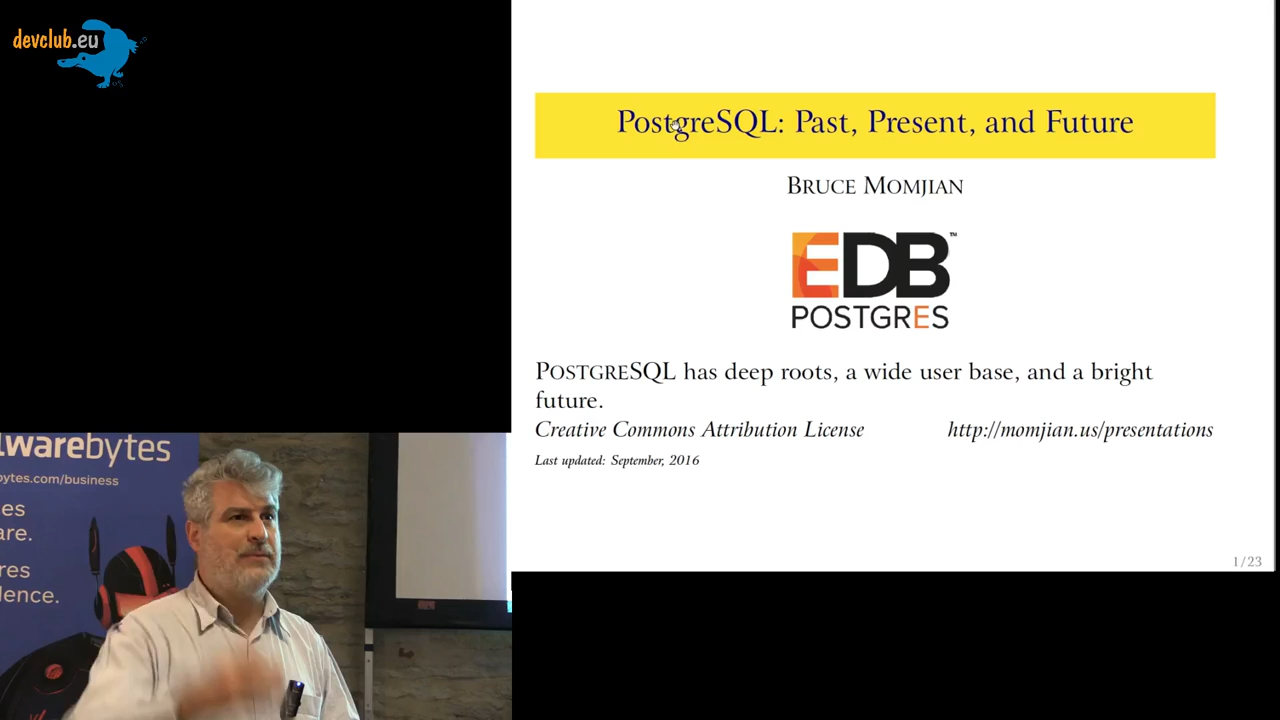 devclub.eu
PostgreSQL: Past, Present, and Future
BRUCE MOMJIAN
EDB™
POSTGRES
POSTGRESQL has deep roots, a wide user base, and a bright
future.
Creative Commons Attribution License http://momjian.us/presentations
Last updated: September, 2016
1/23
lwarebytes
bytes.com/business
es
are.
res
dence.